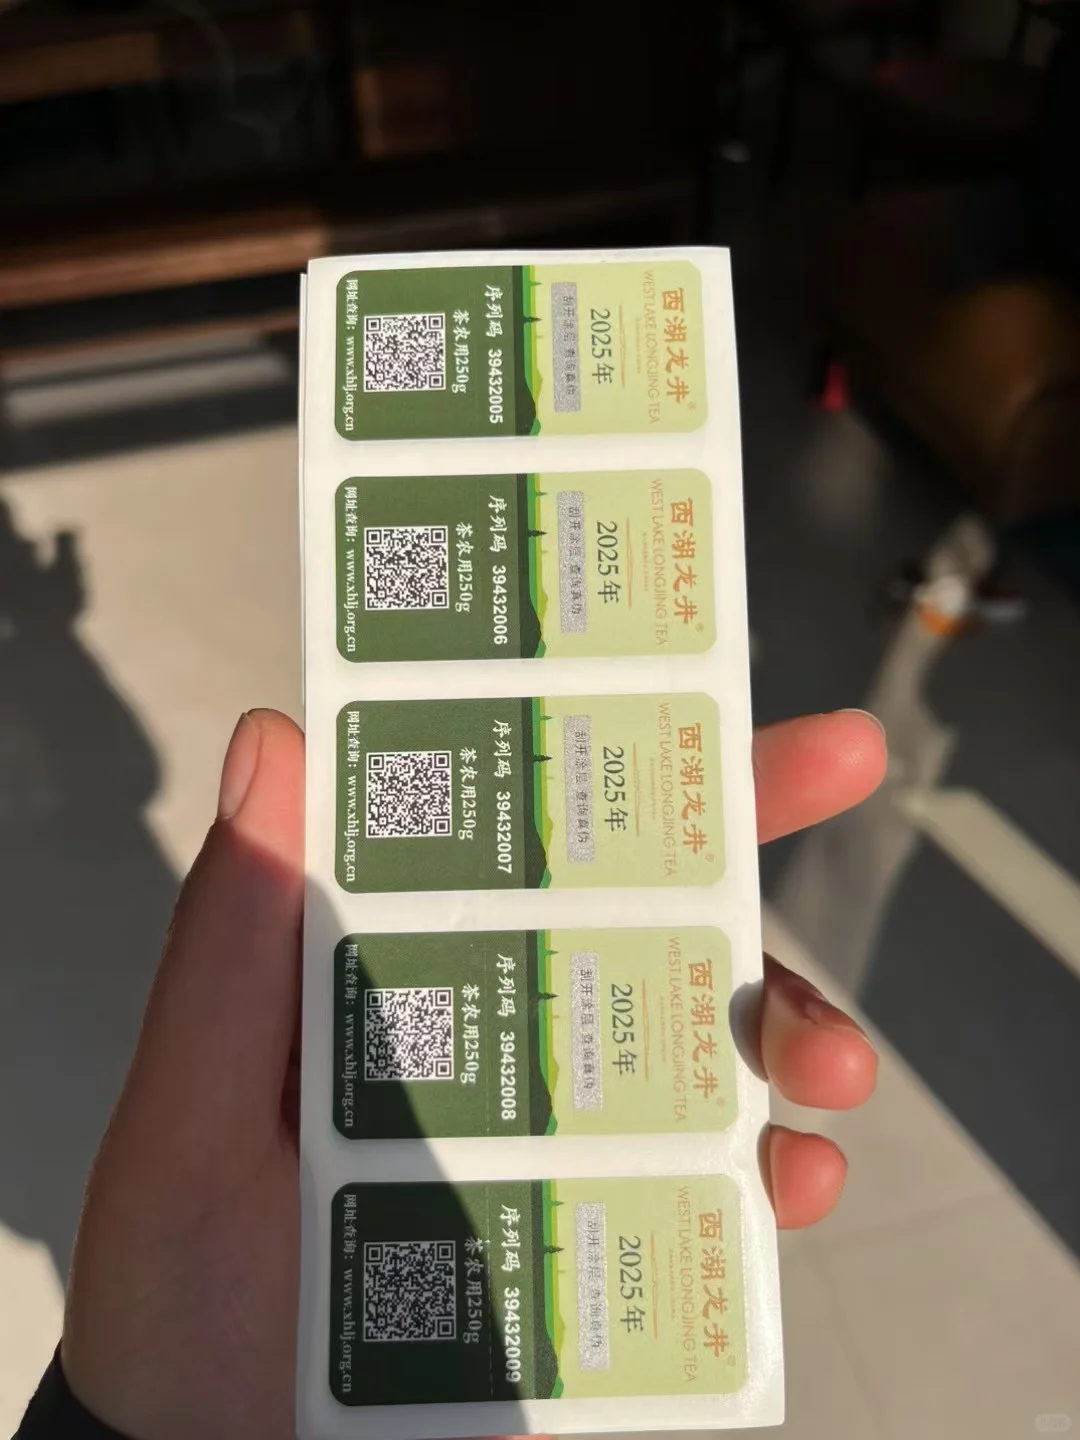 西湖龙井®
WEST LAKE LONGJING TEA
2025年
刮开涂层 查询真伪
序列码 39432005
茶农用250g
网址查询：www.xhlj.org.cn
西湖龙井®
WEST LAKE LONGJING TEA
2025年
刮开涂层 查询真伪
序列码 39432006
茶农用250g
网址查询：www.xhlj.org.cn
西湖龙井®
WEST LAKE LONGJING TEA
2025年
刮开涂层 查询真伪
序列码 39432007
茶农用250g
网址查询：www.xhlj.org.cn
西湖龙井®
WEST LAKE LONGJING TEA
2025年
刮开涂层 查询真伪
序列码 39432008
茶农用250g
网址查询：www.xhlj.org.cn
西湖龙井®
WEST LAKE LONGJING TEA
2025年
刮开涂层 查询真伪
序列码 39432009
茶农用250g
网址查询：www.xhlj.org.cn